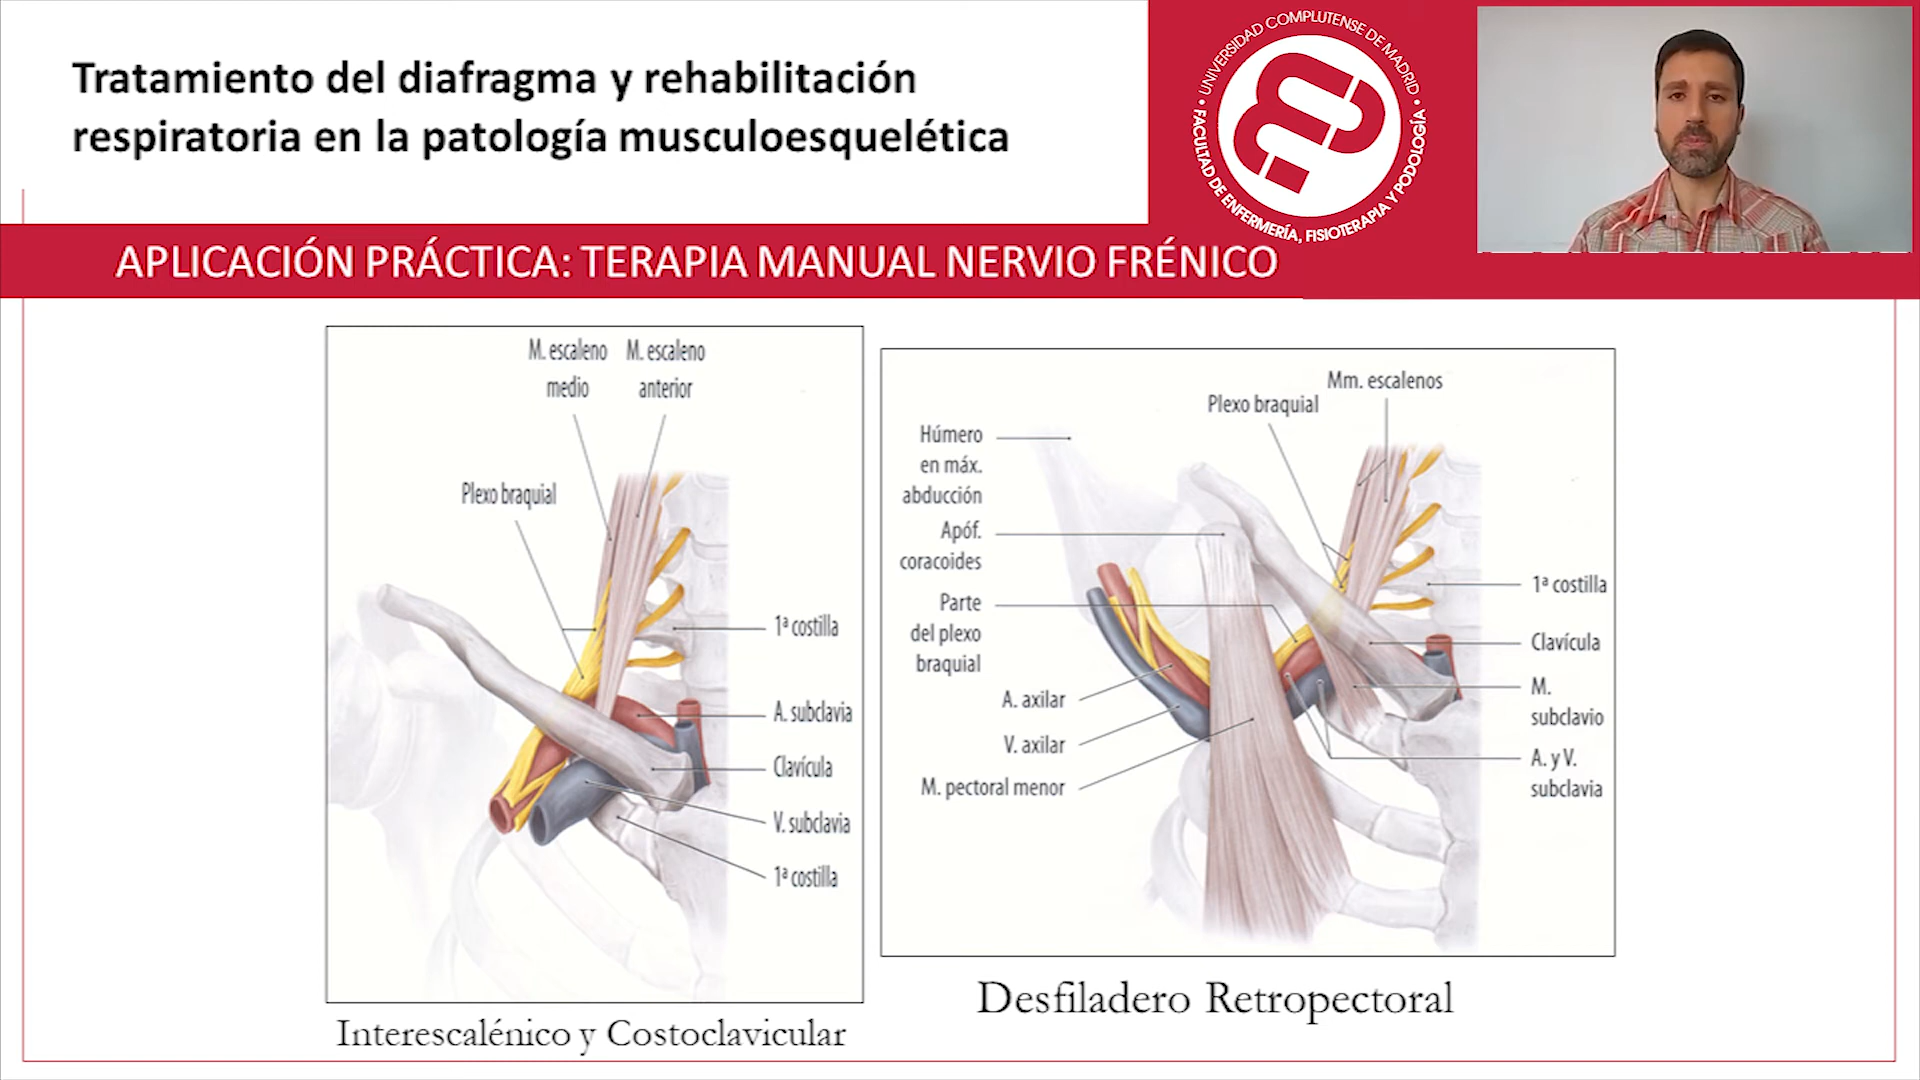 Tratamiento del diafragma y rehabilitación
respiratoria en la patología musculoesquelética
• UNIVERSIDAD COMPLUTENSE DE MADRID •
FACULTAD DE ENFERMERÍA, FISIOTERAPIA Y PODOLOGÍA
APLICACIÓN PRÁCTICA: TERAPIA MANUAL NERVIO FRÉNICO
M. escaleno
medio
M. escaleno
anterior
Plexo braquial
1ª costilla
A. subclavia
Clavícula
V. subclavia
1ª costilla
Interescalénico y Costoclavicular
Mm. escalenos
Plexo braquial
Húmero
en máx.
abducción
Apóf.
coracoides
Parte
del plexo
braquial
A. axilar
V. axilar
M. pectoral menor
1ª costilla
Clavícula
M.
subclavio
A. y V.
subclavia
Desfiladero Retropectoral